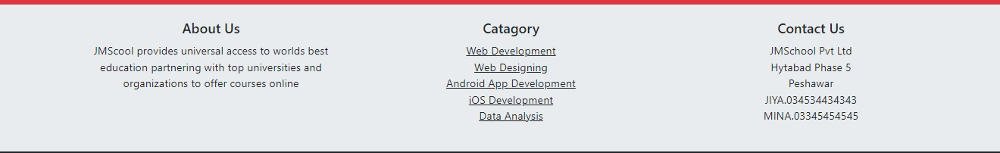 About Us
JMScool provides universal access to worlds best
education partnering with top universities and
organizations to offer courses online
Catagory
Web Development
Web Designing
Android App Development
iOS Development
Data Analysis
Contact Us
JMSchool Pvt Ltd
Hytabad Phase 5
Peshawar
JIYA.034534434343
MINA.03345454545